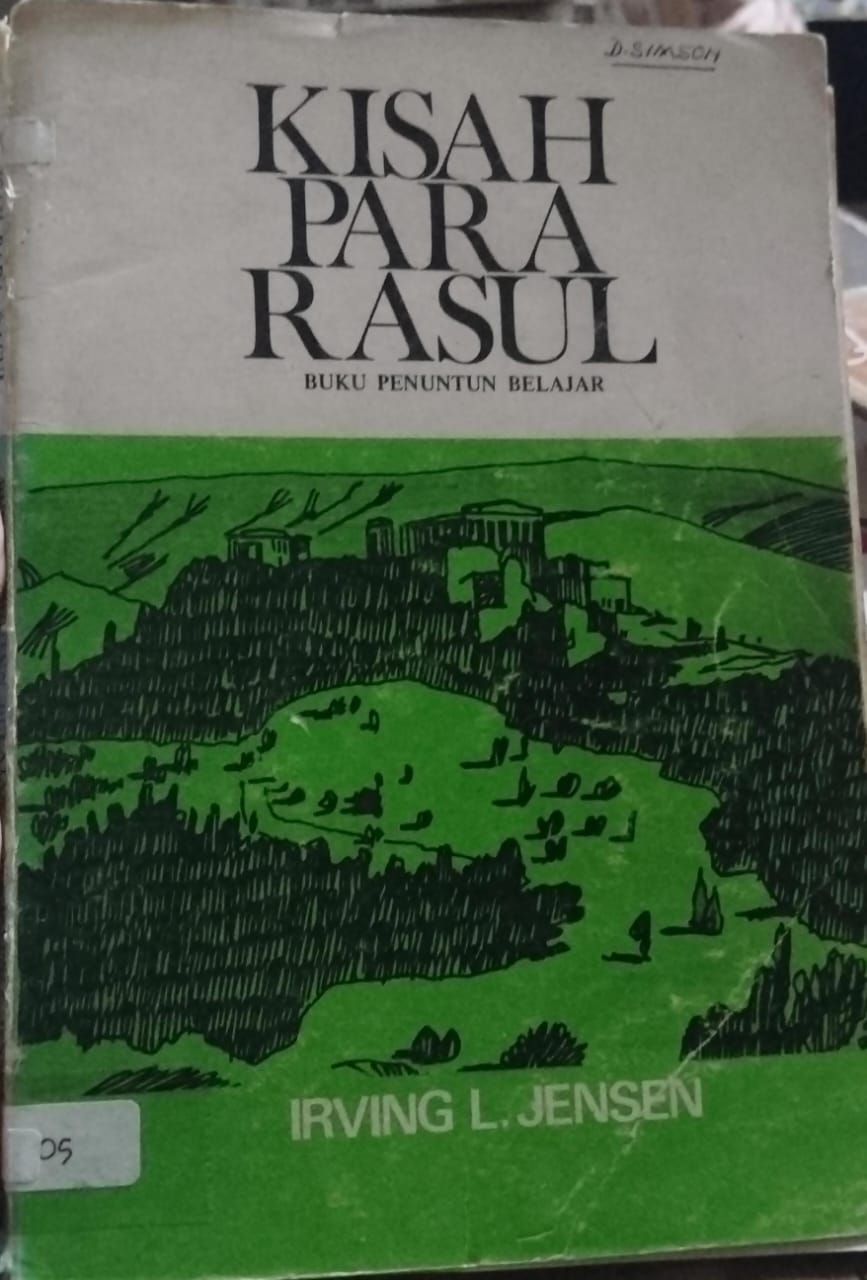 D. SIMSON
KISAH
PARA
RASUL
BUKU PENUNTUN BELAJAR
IRVING L. JENSEN
05